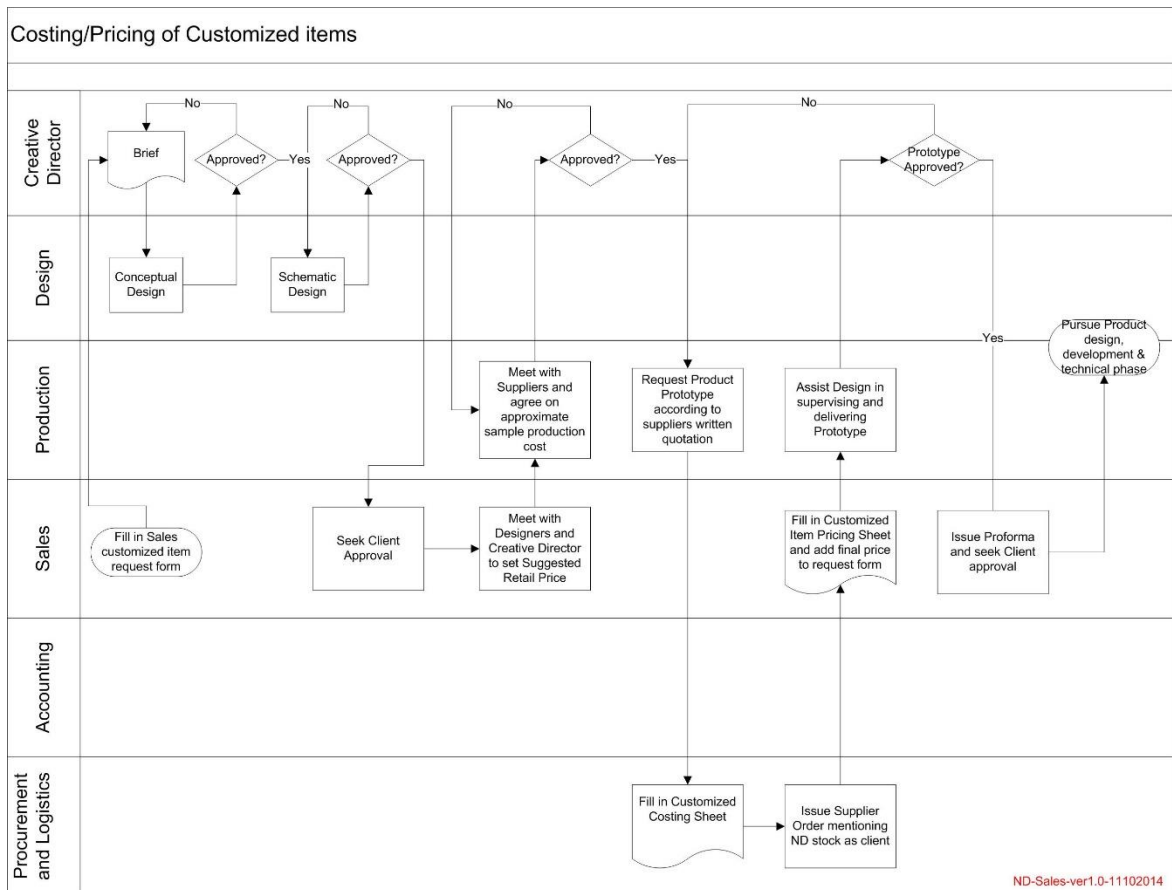 Costing/Pricing of Customized items
Creative
Director
Brief
No
Approved?
Yes
No
Approved?
No
Approved?
Yes
No
Prototype
Approved?
Design
Conceptual
Design
Schematic
Design
Yes
Pursue Product
design,
development &
technical phase
Production
Meet with
Suppliers and
agree on
approximate
sample production
cost
Request Product
Prototype
according to
suppliers written
quotation
Assist Design in
supervising and
delivering
Prototype
Sales
Fill in Sales
customized item
request form
Seek Client
Approval
Meet with
Designers and
Creative Director
to set Suggested
Retail Price
Fill in Customized
Item Pricing Sheet
and add final price
to request form
Issue Proforma
and seek Client
approval
Accounting
Procurement
and Logistics
Fill in Customized
Costing Sheet
Issue Supplier
Order mentioning
ND stock as client
ND-Sales-ver1.0-11102014